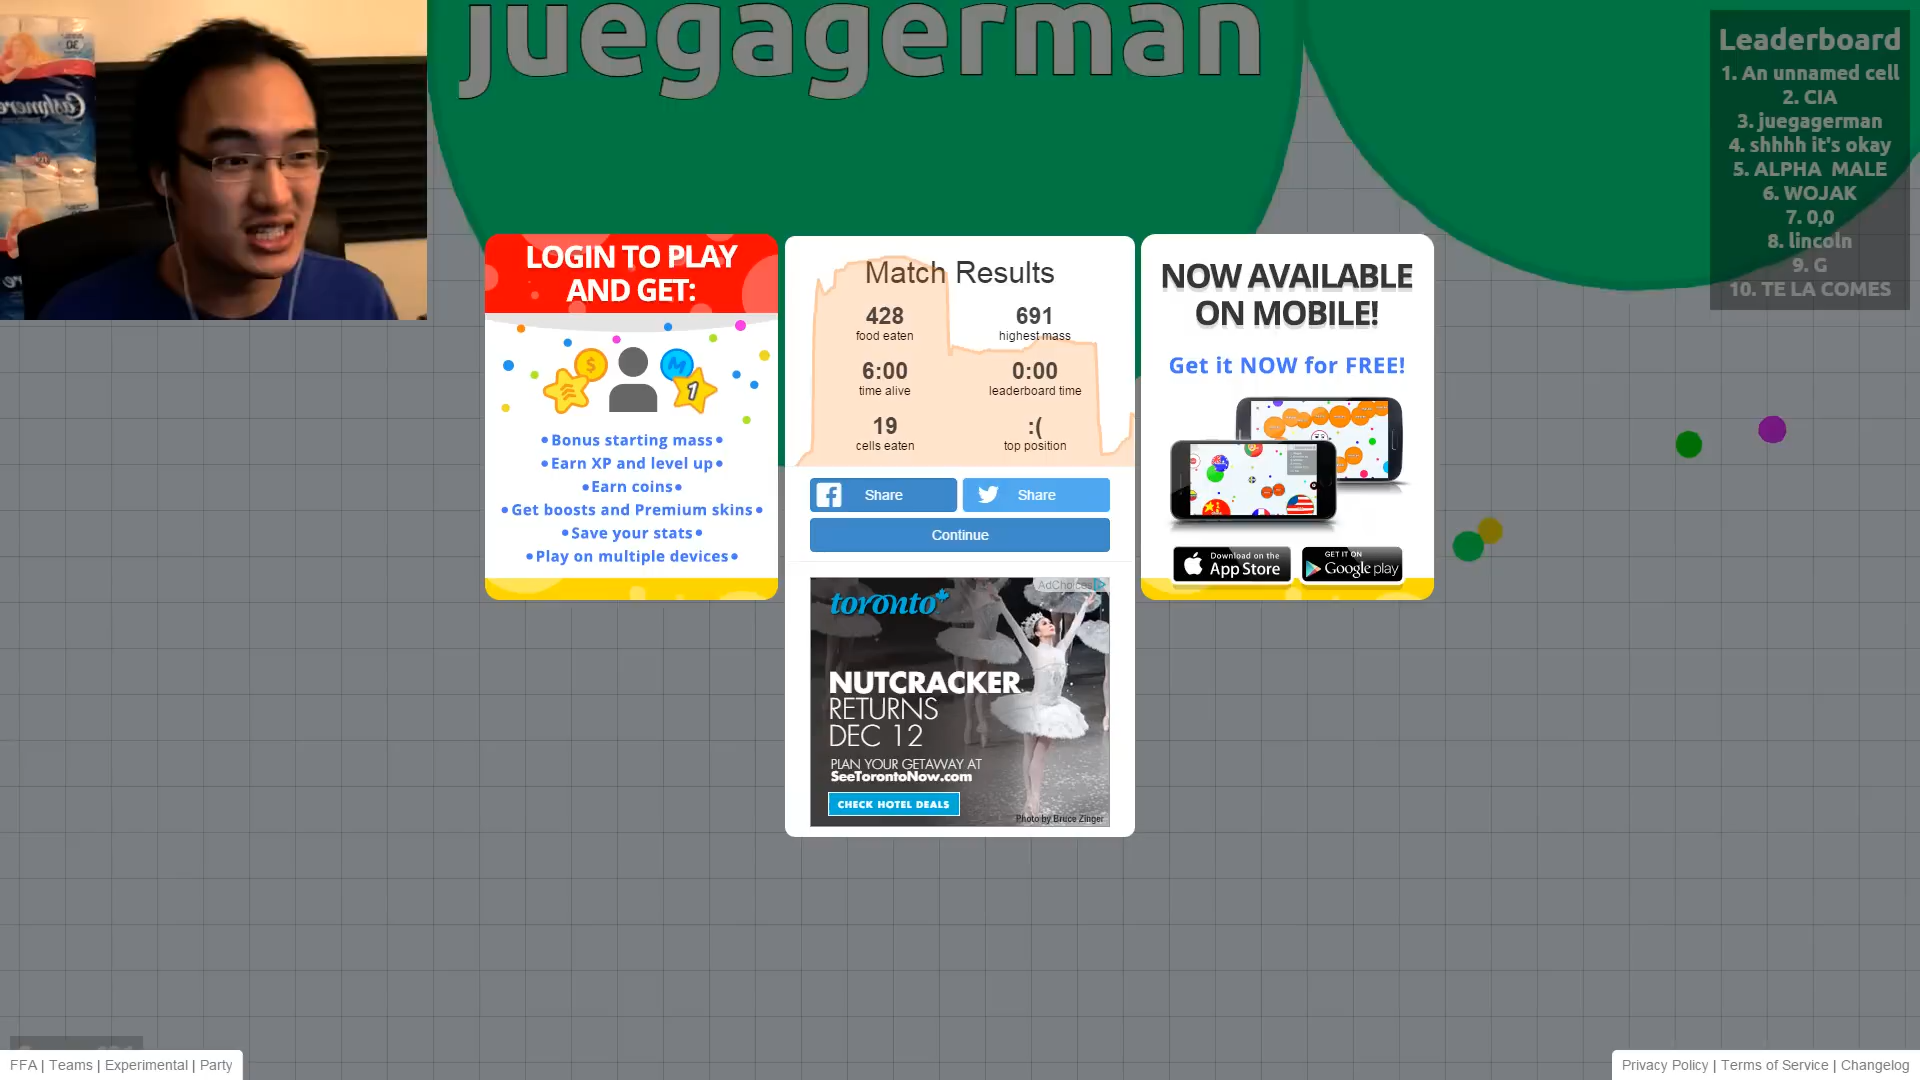 juegagerman
Leaderboard
1. An unnamed cell
2. CIA
3. juegagerman
4. shhhh it's okay
5. ALPHA MALE
6. WOJAK
7. 0,0
8. lincoln
9. G
10. TE LA COMES
Cashmere
30
LOGIN TO PLAY
AND GET:
•Bonus starting mass•
•Earn XP and level up•
•Earn coins•
•Get boosts and Premium skins•
•Save your stats•
•Play on multiple devices•
Match Results
428
food eaten
691
highest mass
6:00
time alive
0:00
leaderboard time
19
cells eaten
:(
top position
Share
Share
Continue
AdChoices
toronto
NUTCRACKER
RETURNS
DEC 12
PLAN YOUR GETAWAY AT
SeeTorontoNow.com
CHECK HOTEL DEALS
Photo by Bruce Zinger
NOW AVAILABLE
ON MOBILE!
Get it NOW for FREE!
Download on the
App Store
GET IT ON
Google play
FFA | Teams | Experimental | Party
Privacy Policy | Terms of Service | Changelog